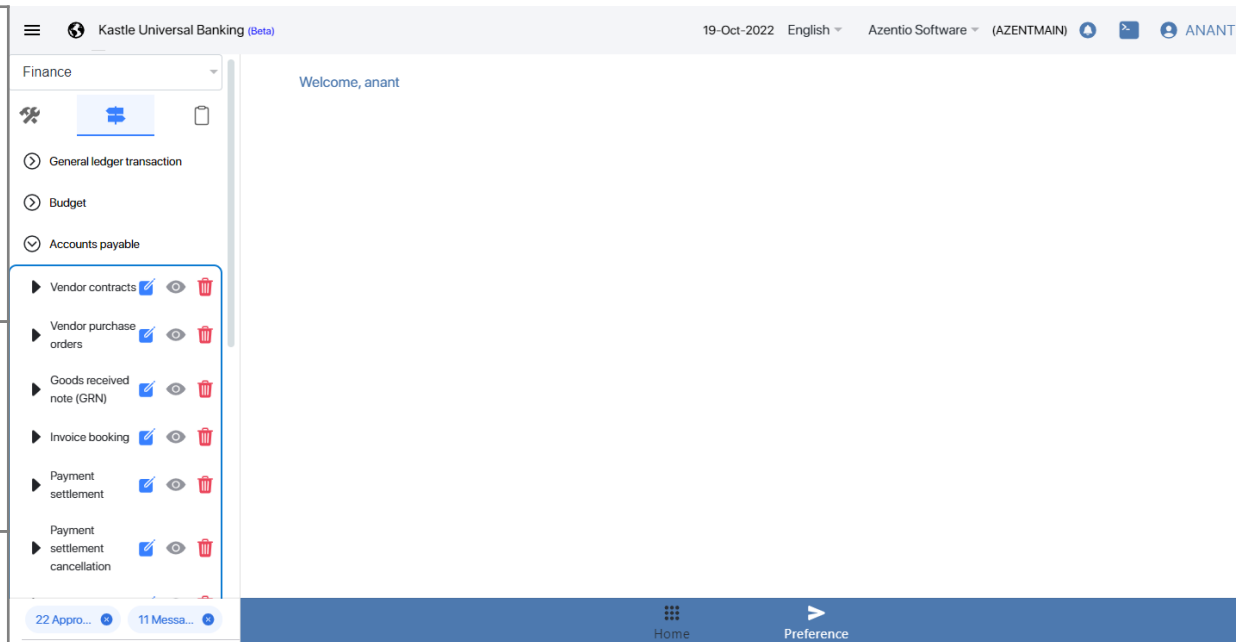 Kastle Universal Banking (Beta)
19-Oct-2022 English Azentio Software (AZENTMAIN) ANANT
Finance
Welcome, anant
General ledger transaction
Budget
Accounts payable
Vendor contracts
Vendor purchase
orders
Goods received
note (GRN)
Invoice booking
Payment
settlement
Payment
settlement
cancellation
22 Appro...
11 Messa...
Home
Preference